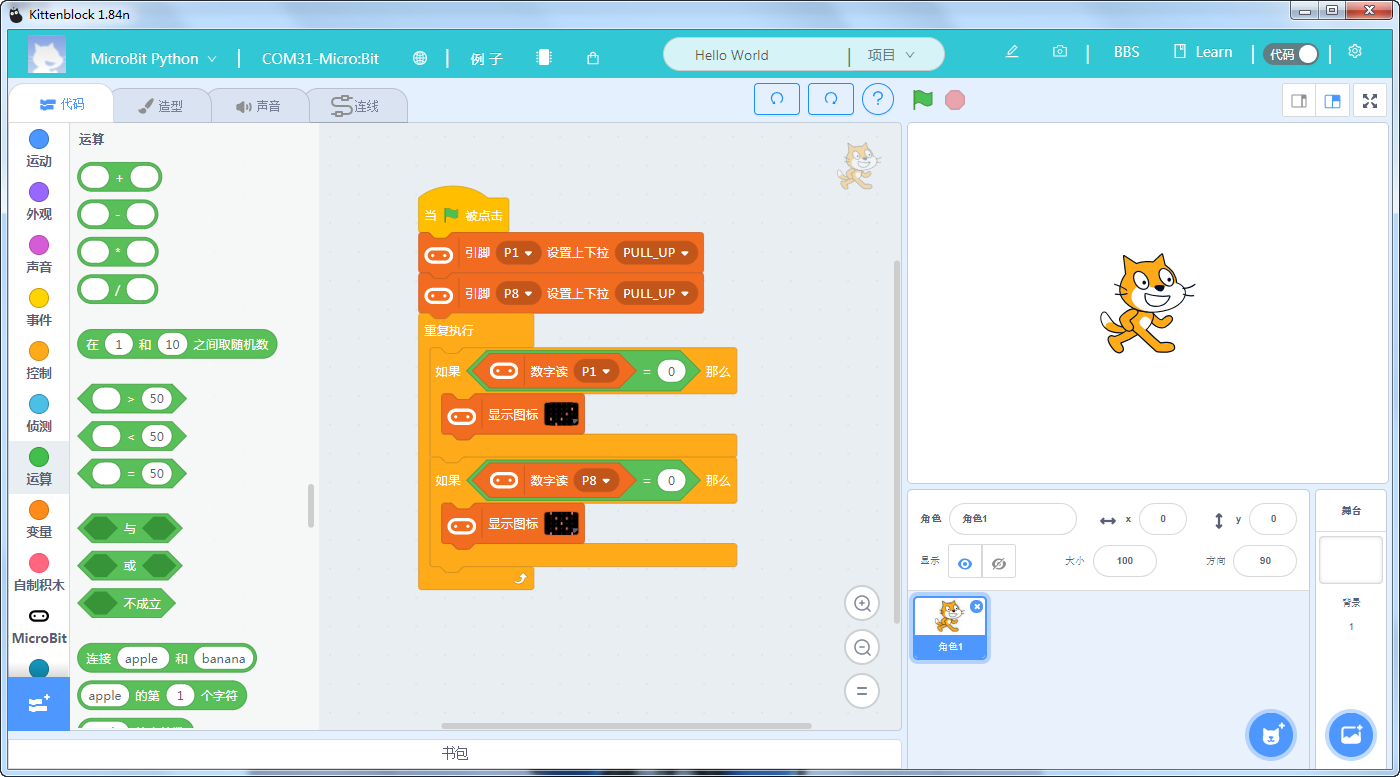 Kittenblock 1.84n
MicroBit Python
COM31-Micro:Bit
例子
Hello World
项目
BBS
Learn
代码
代码
造型
声音
连线
?
运动
外观
声音
事件
控制
侦测
运算
变量
自制积木
MicroBit
运算
+
-
*
/
在 1 和 10 之间取随机数
> 50
< 50
= 50
与
或
不成立
连接 apple 和 banana
apple 的第 1 个字符
当 被点击
引脚 P1 设置上下拉 PULL_UP
引脚 P8 设置上下拉 PULL_UP
重复执行
如果 数字读 P1 = 0 那么
显示图标
如果 数字读 P8 = 0 那么
显示图标
书包
角色 角色1 x 0 y 0
显示 大小 100 方向 90
角色1
舞台
背景
1